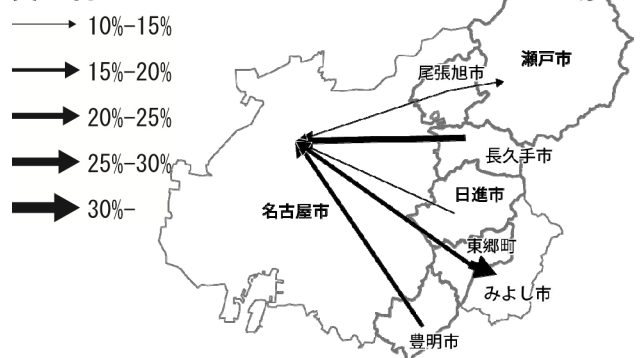 10%-15%
15%-20%
20%-25%
25%-30%
30%-
瀬戸市
尾張旭市
長久手市
日進市
名古屋市
東郷町
みよし市
豊明市